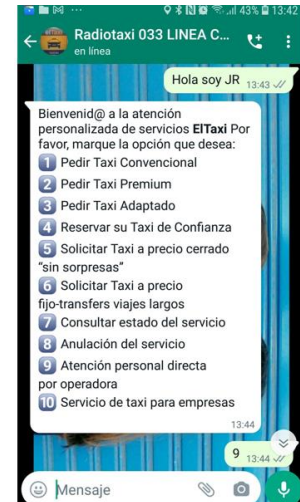 43% 13:42
Radiotaxi 033 LINEA C...
en línea
Hola soy JR 13:43
Bienvenid@ a la atención
personalizada de servicios ElTaxi Por
favor, marque la opción que desea:
1 Pedir Taxi Convencional
2 Pedir Taxi Premium
3 Pedir Taxi Adaptado
4 Reservar su Taxi de Confianza
5 Solicitar Taxi a precio cerrado
"sin sorpresas"
6 Solicitar Taxi a precio
fijo-transfers viajes largos
7 Consultar estado del servicio
8 Anulación del servicio
9 Atención personal directa
por operadora
10 Servicio de taxi para empresas
13:44
9 13:44
Mensaje